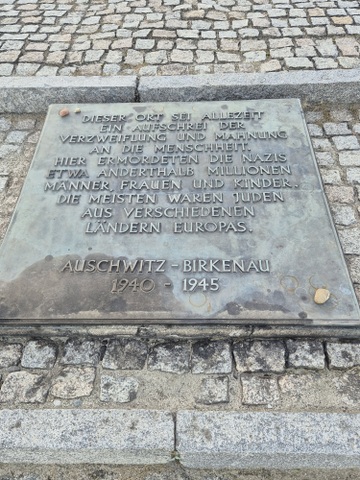 DIESER ORT SEI ALLEZEIT
EIN AUFSCHREI DER
VERZWEIFLUNG UND MAHNUNG
AN DIE MENSCHHEIT.
HIER ERMORDETEN DIE NAZIS
ETWA ANDERTHALB MILLIONEN
MÄNNER, FRAUEN UND KINDER.
DIE MEISTEN WAREN JUDEN
AUS VERSCHIEDENEN
LÄNDERN EUROPAS.
AUSCHWITZ - BIRKENAU
1940 - 1945